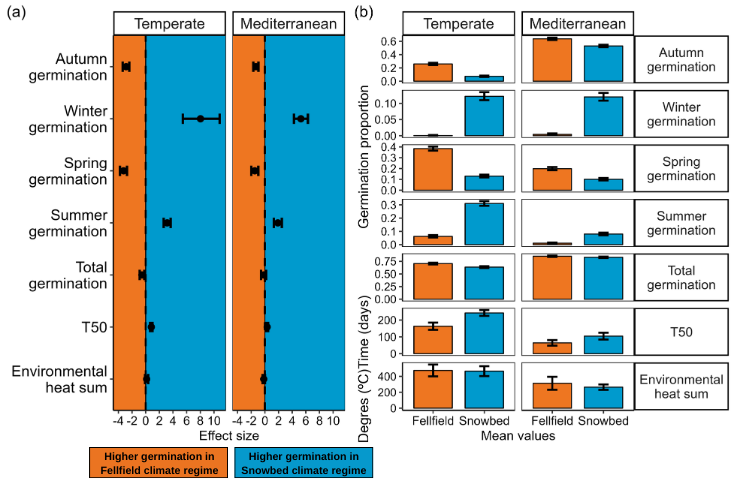 (a)
Temperate
Mediterranean
Autumn
germination
Winter
germination
Spring
germination
Summer
germination
Total
germination
T50
Environmental
heat sum
-4 -2 0 2 4 6 8 10
-4 -2 0 2 4 6 8 10
Effect size
Higher germination in
Fellfield climate regime
Higher germination in
Snowbed climate regime
(b)
Temperate
Mediterranean
Germination proportion
Time (days)
Degres (ºC)
0.6
0.4
0.2
0.0
Autumn
germination
0.10
0.05
0.00
Winter
germination
0.4
0.3
0.2
0.1
0.0
Spring
germination
0.3
0.2
0.1
0.0
Summer
germination
0.75
0.50
0.25
0.00
Total
germination
200
100
0
T50
400
200
0
Environmental
heat sum
Fellfield Snowbed
Fellfield Snowbed
Mean values